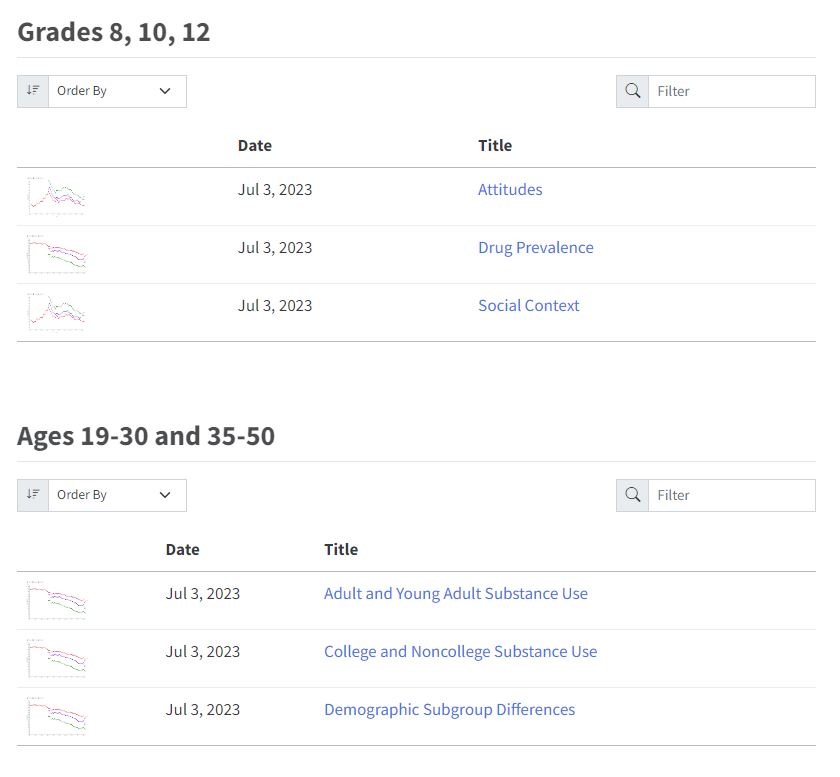 Grades 8, 10, 12
Order By
Filter
Date Title
Jul 3, 2023 Attitudes
Jul 3, 2023 Drug Prevalence
Jul 3, 2023 Social Context
Ages 19-30 and 35-50
Order By
Filter
Date Title
Jul 3, 2023 Adult and Young Adult Substance Use
Jul 3, 2023 College and Noncollege Substance Use
Jul 3, 2023 Demographic Subgroup Differences